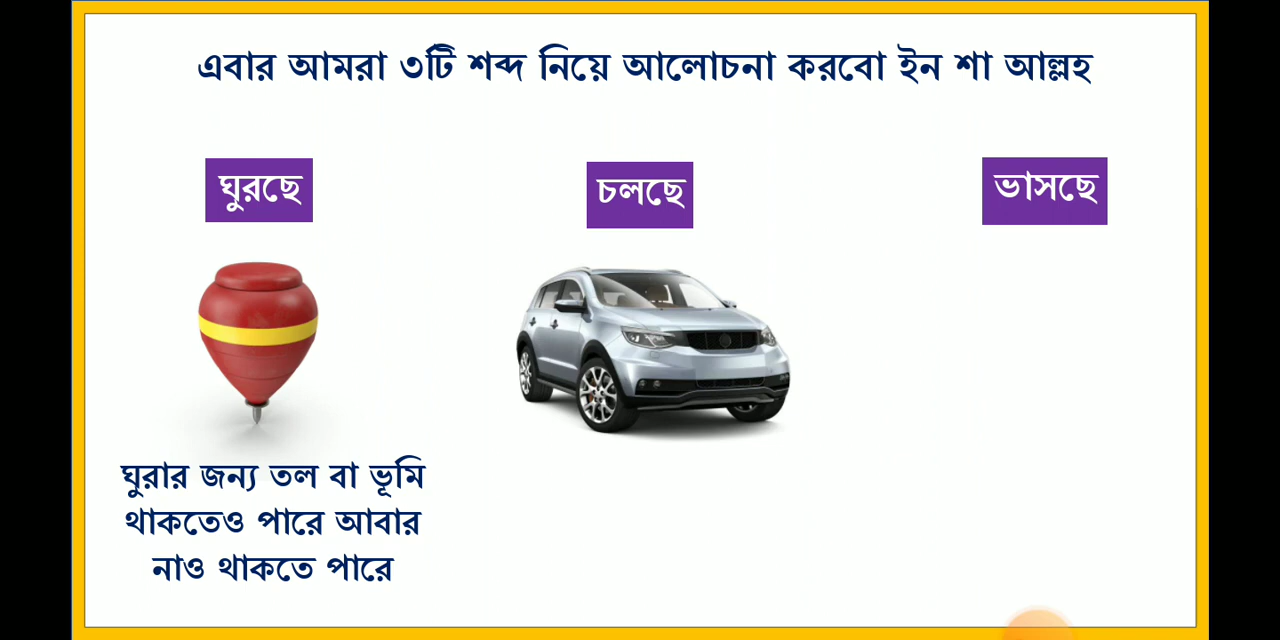 এবার আমরা ৩টি শব্দ নিয়ে আলোচনা করবো ইন শা আল্লহ
ঘুরছে
চলছে
ভাসছে
ঘুরার জন্য তল বা ভূমি
থাকতেও পারে আবার
নাও থাকতে পারে